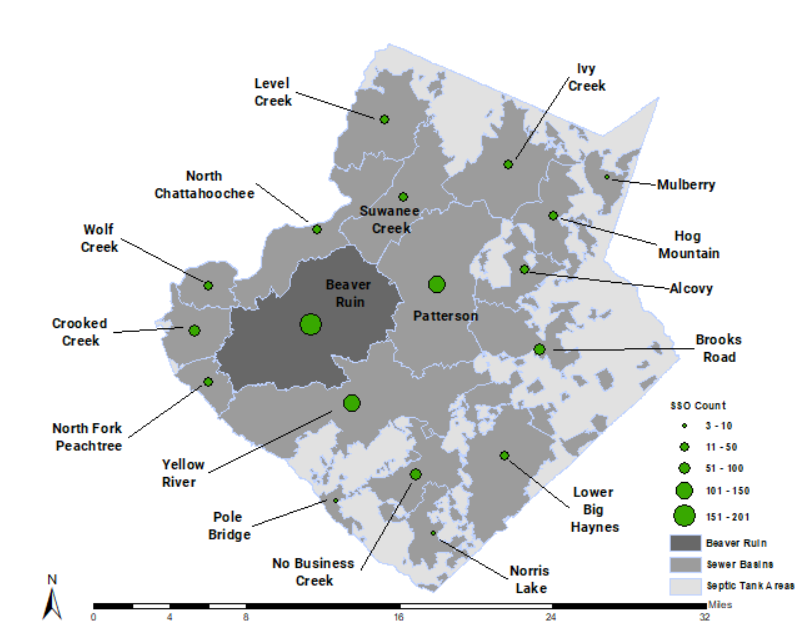 Ivy
Creek
Level
Creek
Mulberry
North
Chattahoochee
Suwanee
Creek
Wolf
Creek
Hog
Mountain
Beaver
Ruin
Alcovy
Patterson
Crooked
Creek
Brooks
Road
North Fork
Peachtree
Yellow
River
Pole
Bridge
No Business
Creek
Lower
Big
Haynes
Norris
Lake
SSO Count
3 - 10
11 - 50
51 - 100
101 - 150
151 - 201
Beaver Ruin
Sewer Basins
Septic Tank Areas
N
0 4 8 16 24 32
Miles